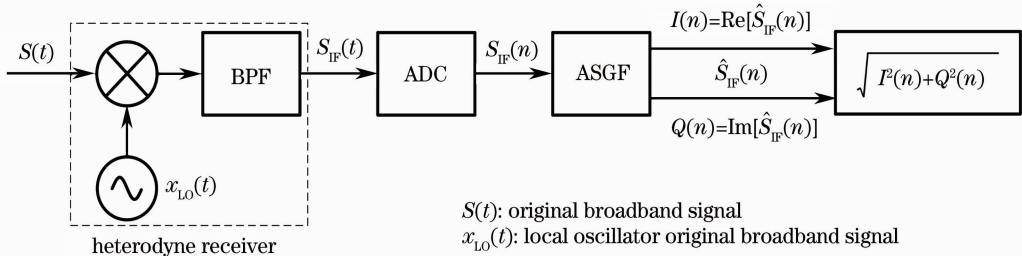 S(t)
BPF
S_IF(t)
ADC
S_IF(n)
ASGF
I(n)=Re[Ŝ_IF(n)]
Ŝ_IF(n)
Q(n)=Im[Ŝ_IF(n)]
√(I²(n)+Q²(n))
x_LO(t)
heterodyne receiver
S(t): original broadband signal
x_LO(t): local oscillator original broadband signal